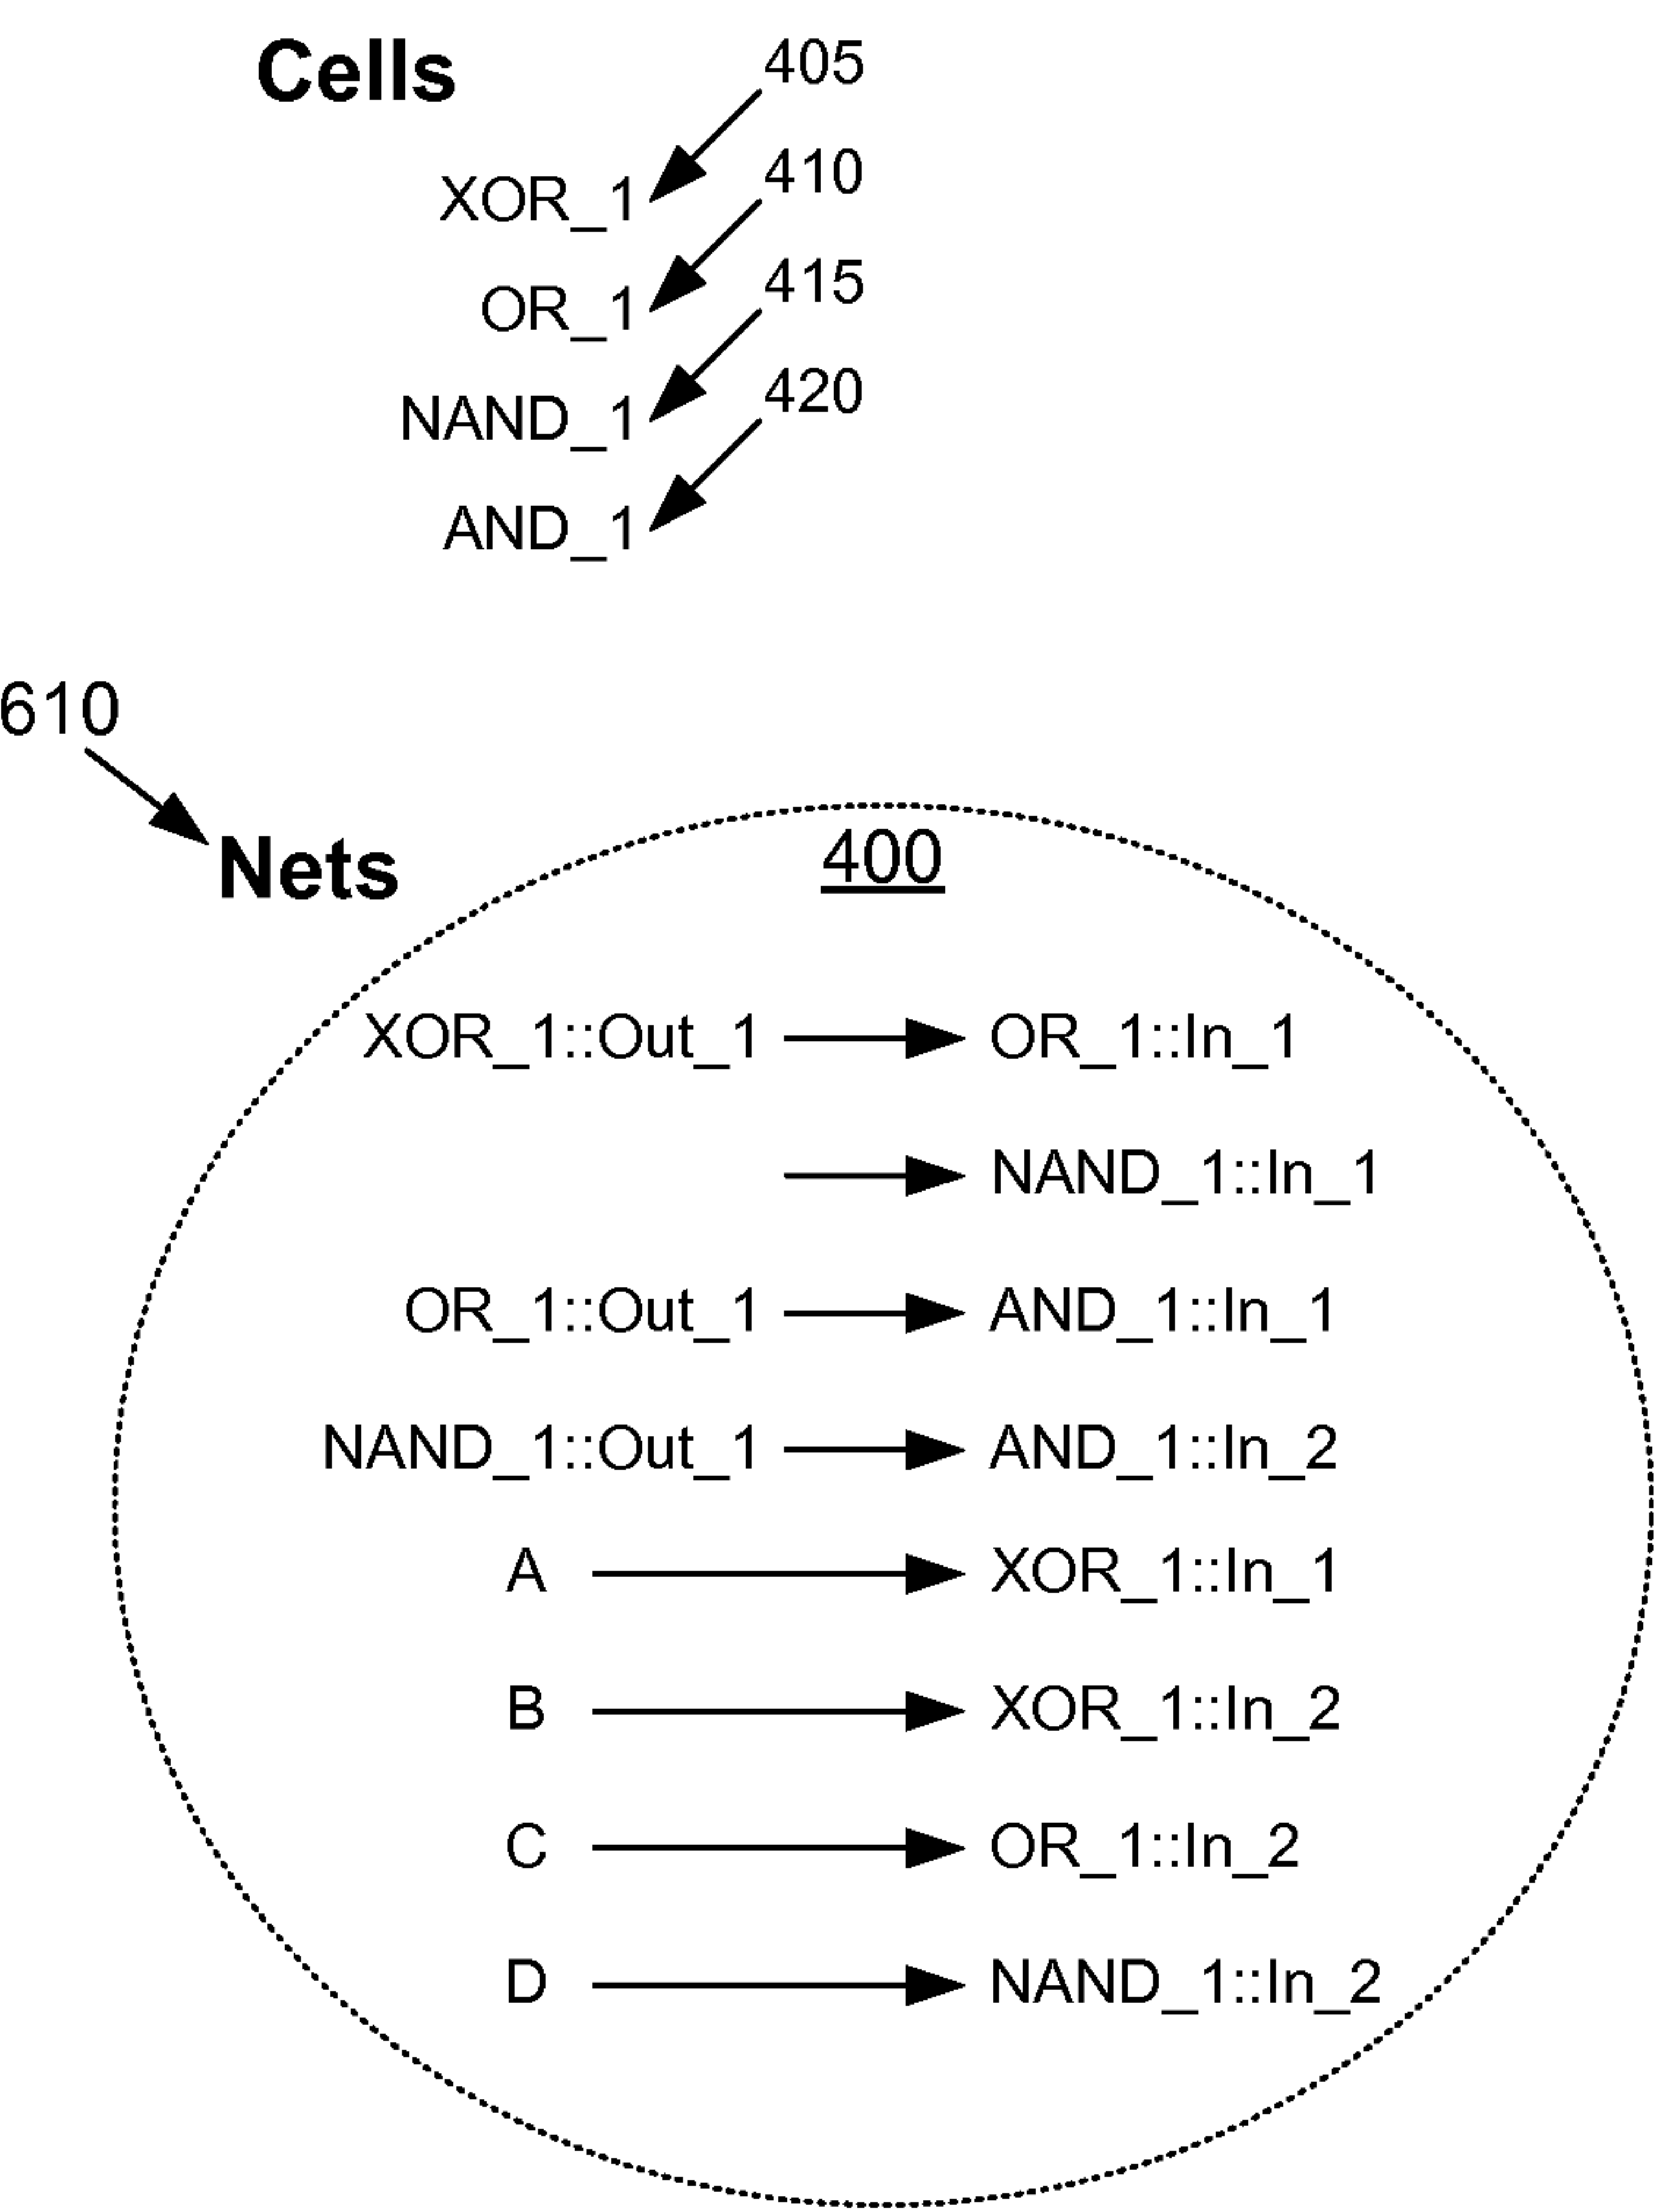 Cells
405
XOR_1
410
OR_1
415
NAND_1
420
AND_1
610
Nets
400
XOR_1::Out_1 OR_1::In_1
NAND_1::In_1
OR_1::Out_1 AND_1::In_1
NAND_1::Out_1 AND_1::In_2
A XOR_1::In_1
B XOR_1::In_2
C OR_1::In_2
D NAND_1::In_2